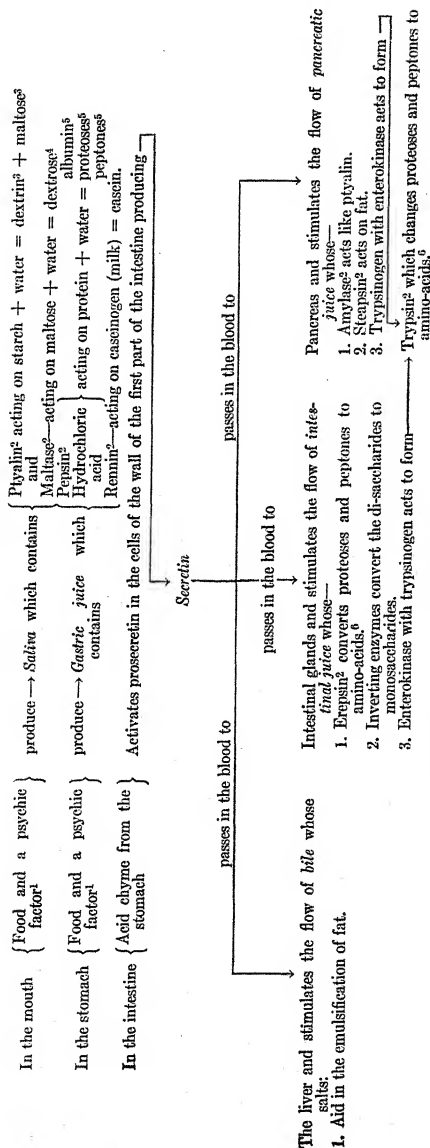 In the mouth { Food and a psychic factor¹ } produce → Saliva which contains { Ptyalin² acting on starch + water = dextrin³ + maltose³
and
Maltase²—acting on maltose + water = dextrose⁴
In the stomach { Food and a psychic factor¹ } produce → Gastric juice which contains { Pepsin²
Hydrochloric acid } acting on protein + water = albumin⁵
proteoses⁵
peptones⁵
Rennin²—acting on caseinogen (milk) = casein.
In the intestine { Acid chyme from the stomach } Activates prosecretin in the cells of the wall of the first part of the intestine producing
Secretin
passes in the blood to
passes in the blood to
passes in the blood to
The liver and stimulates the flow of bile whose
salts:
1. Aid in the emulsification of fat.
Intestinal glands and stimulates the flow of intes-
tinal juice whose—
1. Erepsin² converts proteoses and peptones to
amino-acids.⁶
2. Inverting enzymes convert the di-saccharides to
monosaccharides.
3. Enterokinase with trypsinogen acts to form
Pancreas and stimulates the flow of pancreatic
juice whose—
1. Amylase² acts like ptyalin.
2. Steapsin² acts on fat.
3. Trypsinogen with enterokinase acts to form
Trypsin² which changes proteoses and peptones to
amino-acids.⁶